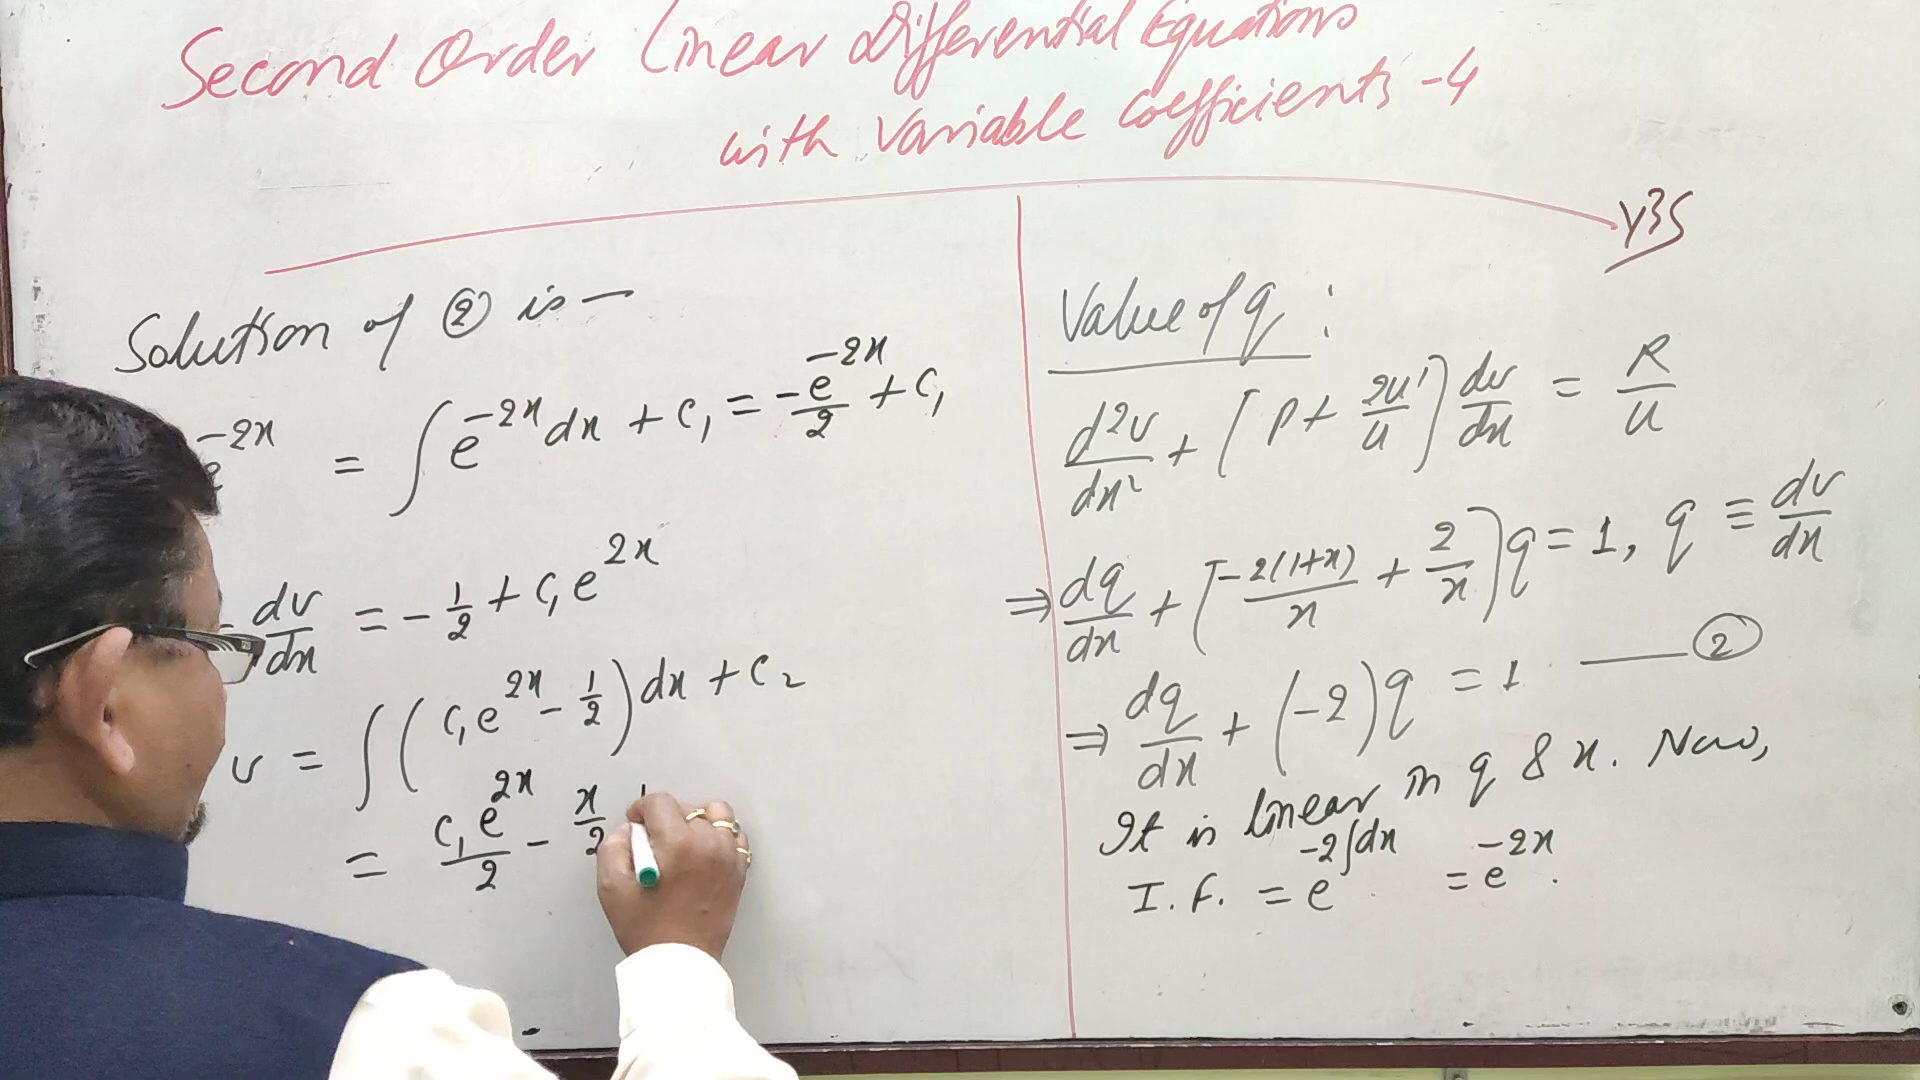 Second Order Linear Differential Equations
with Variable Coefficients -4
Y3S
Solution of ② is —
e^{-2x} = ∫ e^{-2x} dx + C₁ = -e^{-2x}/2 + C₁
dv/dx = -1/2 + C₁e^{2x}
v = ∫ (C₁e^{2x} - 1/2) dx + C₂
= C₁e^{2x}/2 - x/2
Value of q :
d²v/dx² + [P + 2u'/u] dv/dx = R/u
⇒ dq/dx + [-2(1+x)/x + 2/x] q = 1, q ≡ dv/dx
⇒ dq/dx + (-2) q = 1 — ②
It is linear in q & x. Now,
I.F. = e^{-2∫dx} = e^{-2x}.